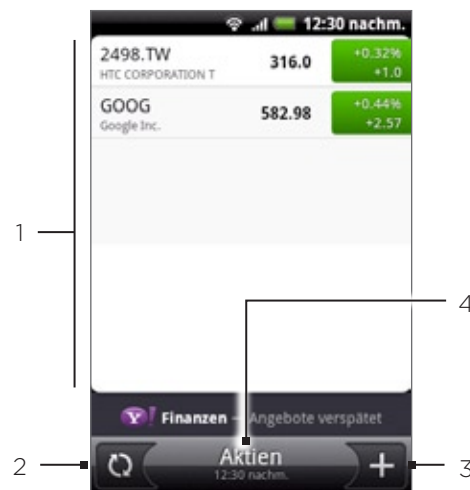 12:30 nachm.
2498.TW 316.0 +0.32%
HTC CORPORATION T +1.0
GOOG 582.98 +0.44%
Google Inc. +2.57
1
4
Y! Finanzen – Angebote verspätet
2 Aktien 3
12:30 nachm.